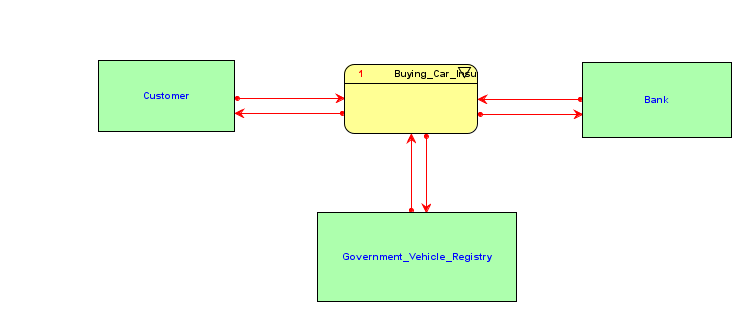 1 Buying_Car_Insu
Customer
Bank
Government_Vehicle_Registry